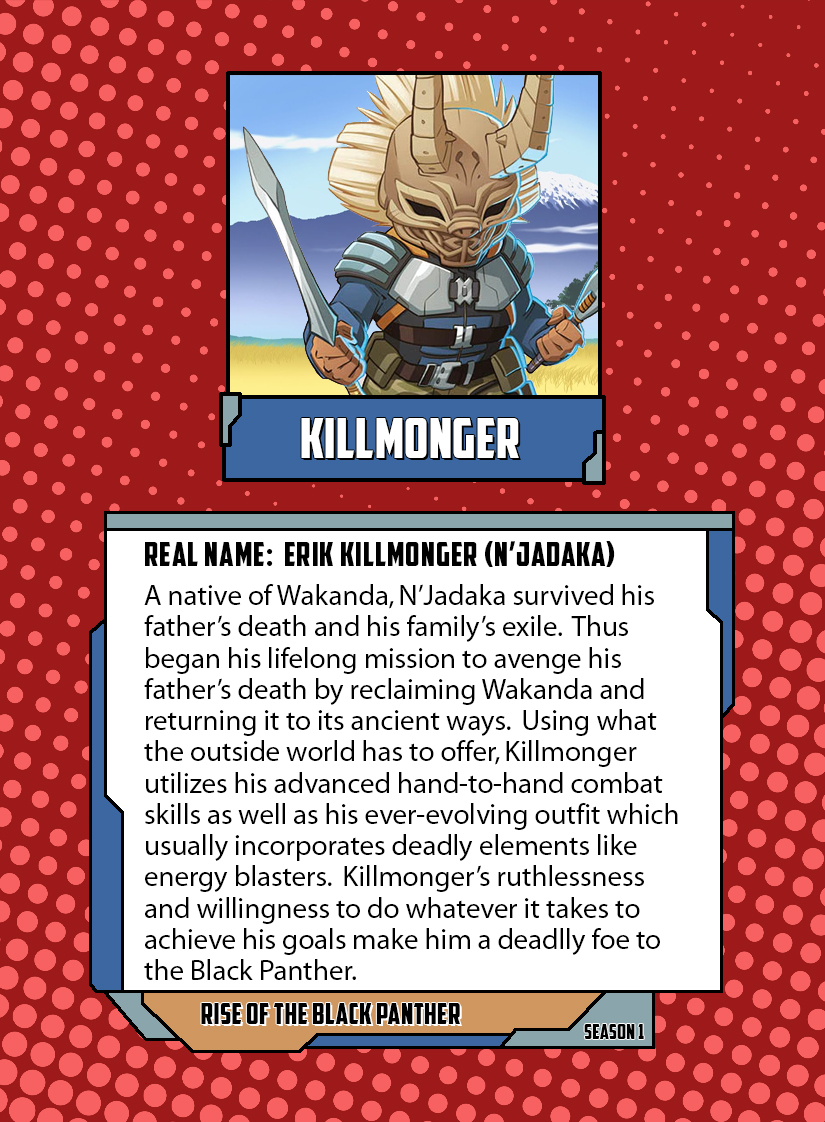 KILLMONGER
REAL NAME: ERIK KILLMONGER (N'JADAKA)
A native of Wakanda, N'Jadaka survived his
father's death and his family's exile. Thus
began his lifelong mission to avenge his
father's death by reclaiming Wakanda and
returning it to its ancient ways. Using what
the outside world has to offer, Killmonger
utilizes his advanced hand-to-hand combat
skills as well as his ever-evolving outfit which
usually incorporates deadly elements like
energy blasters. Killmonger's ruthlessness
and willingness to do whatever it takes to
achieve his goals make him a deadlly foe to
the Black Panther.
RISE OF THE BLACK PANTHER
SEASON 1